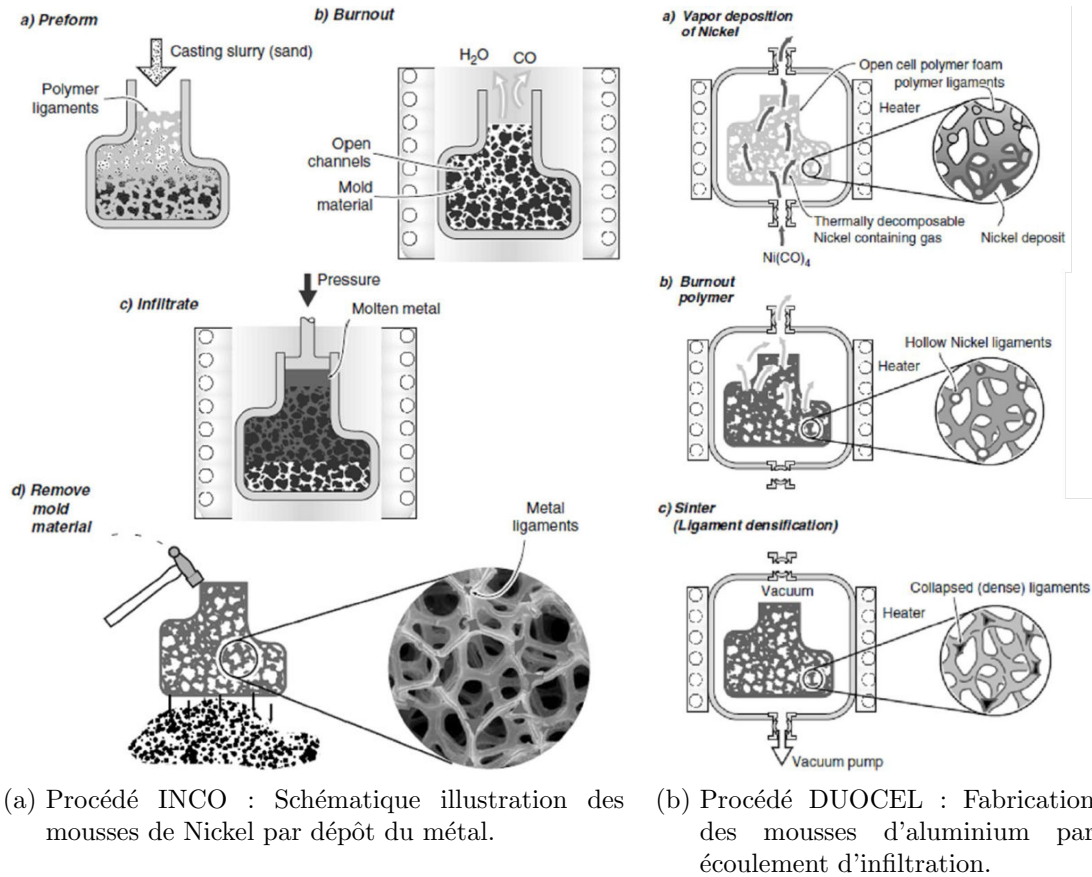 a) Preform
Casting slurry (sand)
Polymer
ligaments
b) Burnout
H2O
CO
Open
channels
Mold
material
c) Infiltrate
Pressure
Molten metal
d) Remove
mold
material
Metal
ligaments
(a) Procédé INCO : Schématique illustration des
mousses de Nickel par dépôt du métal.
a) Vapor deposition
of Nickel
Open cell polymer foam
polymer ligaments
Heater
Thermally decomposable
Nickel containing gas
Nickel deposit
Ni(CO)4
b) Burnout
polymer
Hollow Nickel ligaments
Heater
c) Sinter
(Ligament densification)
Vacuum
Collapsed (dense) ligaments
Heater
Vacuum pump
(b) Procédé DUOCEL : Fabrication
des mousses d'aluminium par
écoulement d'infiltration.